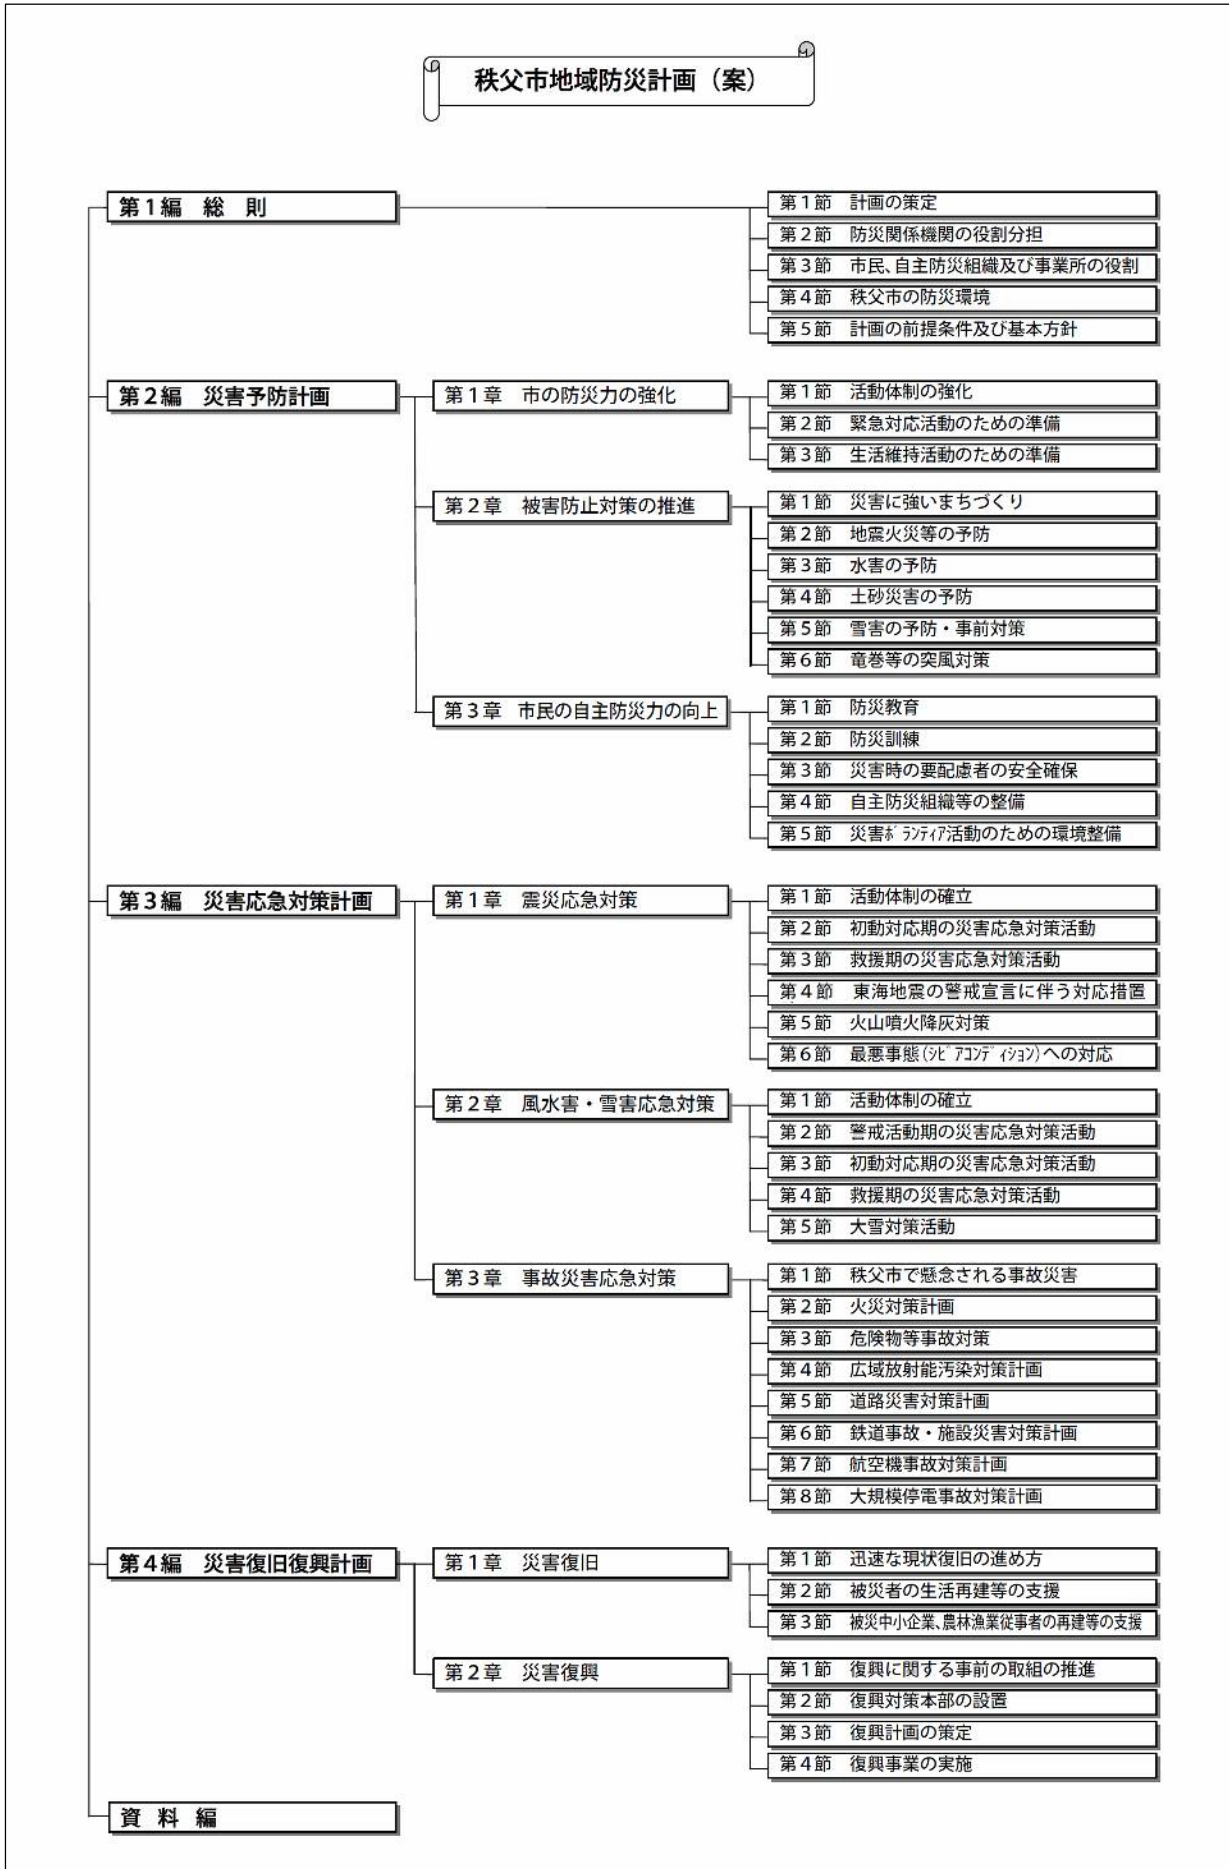 秩父市地域防災計画（案）
第１編　総　則
第１節　計画の策定
第２節　防災関係機関の役割分担
第３節　市民、自主防災組織及び事業所の役割
第４節　秩父市の防災環境
第５節　計画の前提条件及び基本方針
第２編　災害予防計画
第１章　市の防災力の強化
第１節　活動体制の強化
第２節　緊急対応活動のための準備
第３節　生活維持活動のための準備
第２章　被害防止対策の推進
第１節　災害に強いまちづくり
第２節　地震火災等の予防
第３節　水害の予防
第４節　土砂災害の予防
第５節　雪害の予防・事前対策
第６節　竜巻等の突風対策
第３章　市民の自主防災力の向上
第１節　防災教育
第２節　防災訓練
第３節　災害時の要配慮者の安全確保
第４節　自主防災組織等の整備
第５節　災害ﾎﾞﾗﾝﾃｨｱ活動のための環境整備
第３編　災害応急対策計画
第１章　震災応急対策
第１節　活動体制の確立
第２節　初動対応期の災害応急対策活動
第３節　救援期の災害応急対策活動
第４節　東海地震の警戒宣言に伴う対応措置
第５節　火山噴火降灰対策
第６節　最悪事態(ｼﾋﾞｱｺﾝﾃﾞｨｼｮﾝ)への対応
第２章　風水害・雪害応急対策
第１節　活動体制の確立
第２節　警戒活動期の災害応急対策活動
第３節　初動対応期の災害応急対策活動
第４節　救援期の災害応急対策活動
第５節　大雪対策活動
第３章　事故災害応急対策
第１節　秩父市で懸念される事故災害
第２節　火災対策計画
第３節　危険物等事故対策
第４節　広域放射能汚染対策計画
第５節　道路災害対策計画
第６節　鉄道事故・施設災害対策計画
第７節　航空機事故対策計画
第８節　大規模停電事故対策計画
第４編　災害復旧復興計画
第１章　災害復旧
第１節　迅速な現状復旧の進め方
第２節　被災者の生活再建等の支援
第３節　被災中小企業、農林漁業従事者の再建等の支援
第２章　災害復興
第１節　復興に関する事前の取組の推進
第２節　復興対策本部の設置
第３節　復興計画の策定
第４節　復興事業の実施
資　料　編